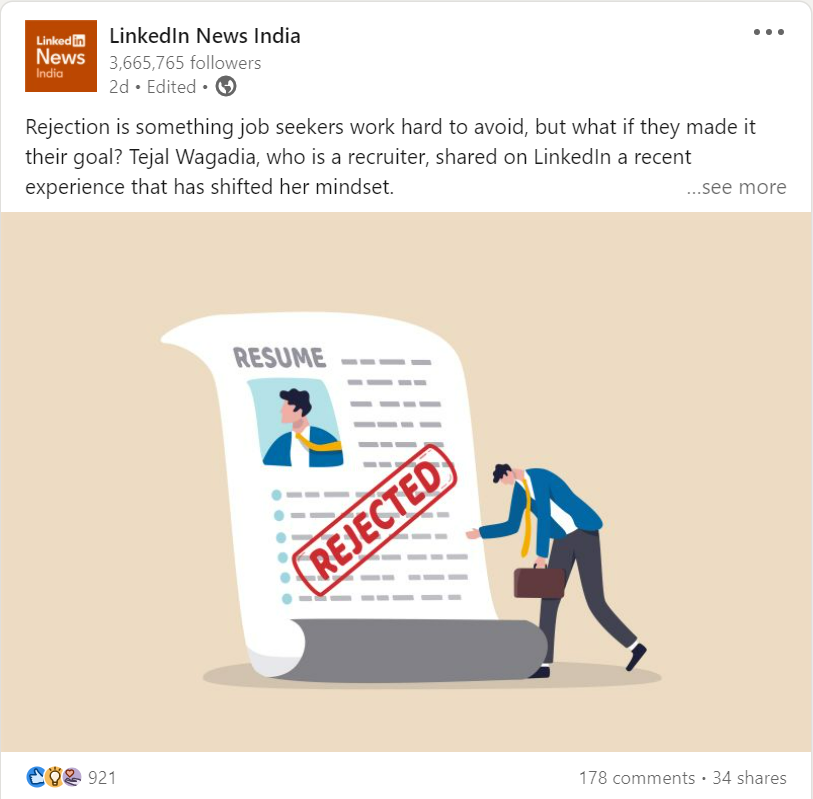 Linked in
News
India
LinkedIn News India
3,665,765 followers
2d • Edited •
Rejection is something job seekers work hard to avoid, but what if they made it
their goal? Tejal Wagadia, who is a recruiter, shared on LinkedIn a recent
experience that has shifted her mindset.
...see more
RESUME
REJECTED
921
178 comments • 34 shares